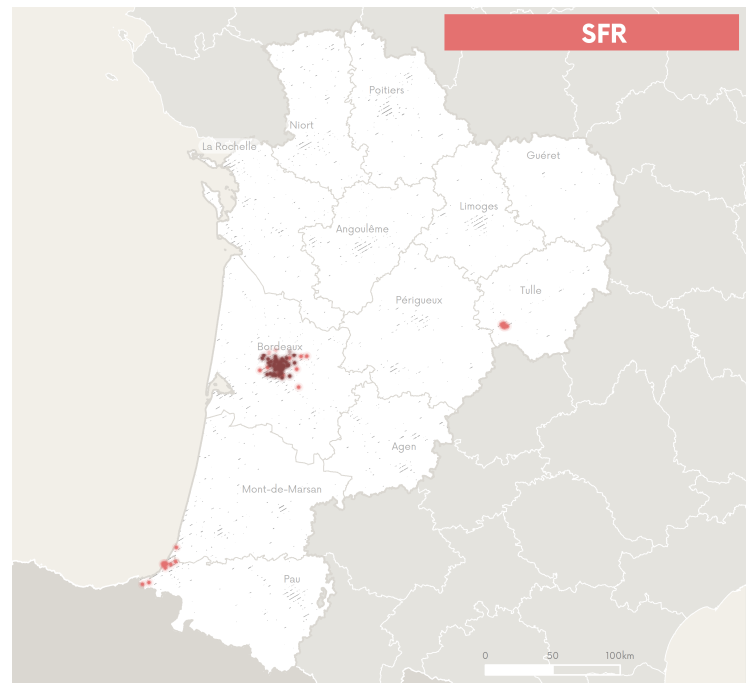 SFR
Poitiers
Niort
La Rochelle
Guéret
Limoges
Angoulême
Tulle
Périgueux
Bordeaux
Agen
Mont-de-Marsan
Pau
0 50 100km